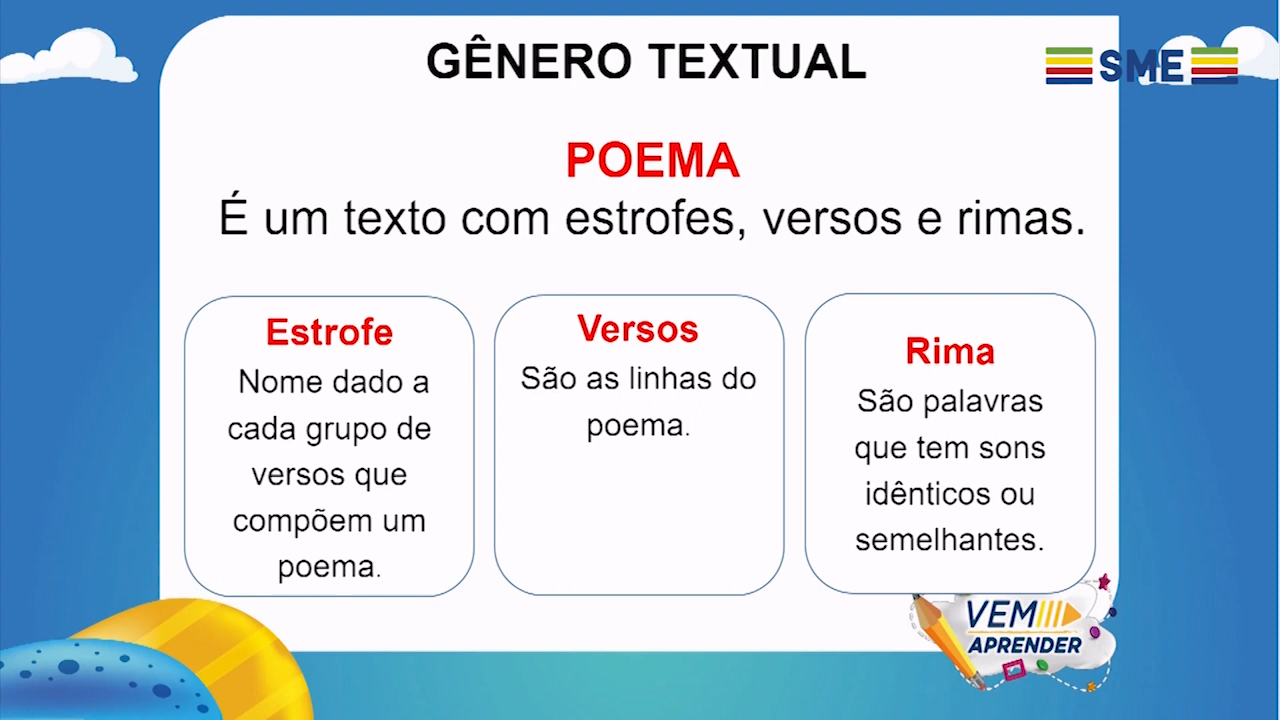 GÊNERO TEXTUAL
SME
POEMA
É um texto com estrofes, versos e rimas.
Estrofe
Nome dado a
cada grupo de
versos que
compõem um
poema.
Versos
São as linhas do
poema.
Rima
São palavras
que tem sons
idênticos ou
semelhantes.
VEM
APRENDER